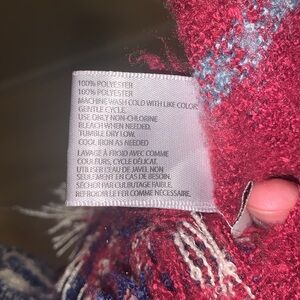 100% POLYESTER
100% POLYESTER
MACHINE WASH COLD WITH LIKE COLOR
GENTLE CYCLE.
USE ONLY NON-CHLORINE
BLEACH WHEN NEEDED.
TUMBLE DRY LOW.
COOL IRON AS NEEDED
LAVAGE À FROID AVEC COMME
COULEURS, CYCLE DÉLICAT.
UTILISER L'EAU DE JAVEL NON
SEULEMENT EN CAS DE BESOIN.
SÉCHER PAR CULBUTAGE FAIBLE.
REFROIDIR LE FER COMME NÉCESSAIRE.